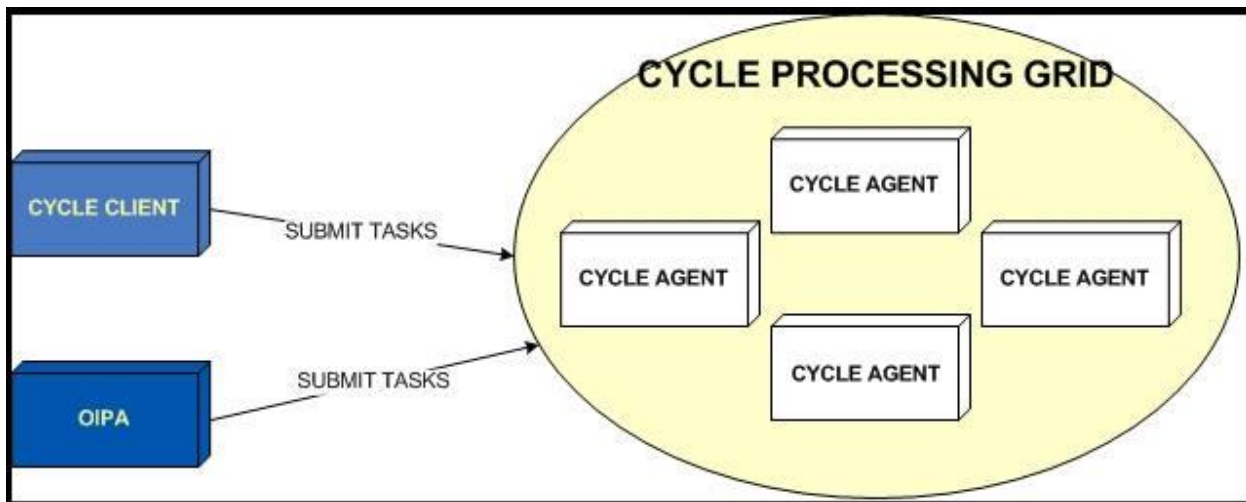 CYCLE PROCESSING GRID
CYCLE AGENT
CYCLE CLIENT
SUBMIT TASKS
CYCLE AGENT
CYCLE AGENT
CYCLE AGENT
SUBMIT TASKS
OIPA